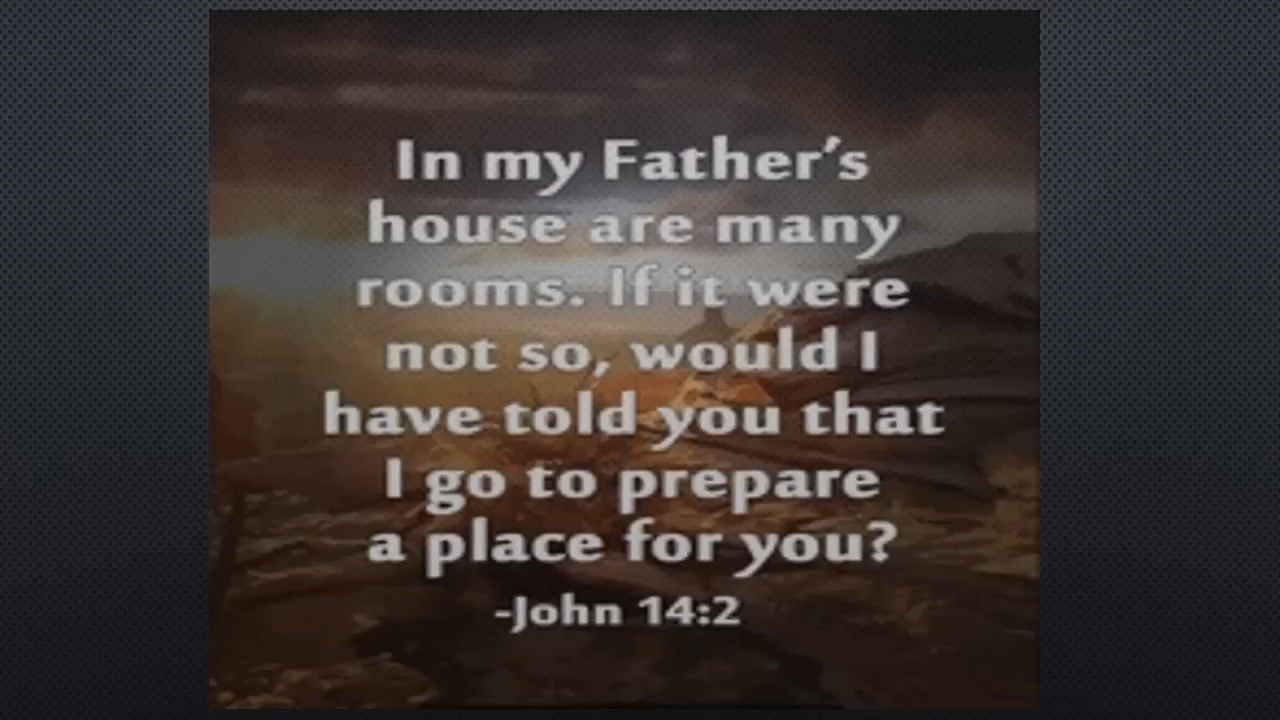 In my Father's
house are many
rooms. If it were
not so, would I
have told you that
I go to prepare
a place for you?
-John 14:2